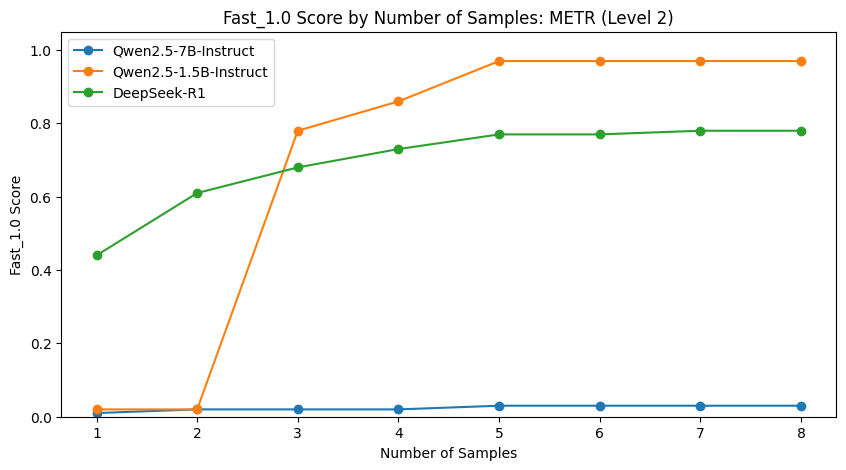 Fast_1.0 Score by Number of Samples: METR (Level 2)
Qwen2.5-7B-Instruct
Qwen2.5-1.5B-Instruct
DeepSeek-R1
Fast_1.0 Score
1.0
0.8
0.6
0.4
0.2
0.0
1 2 3 4 5 6 7 8
Number of Samples